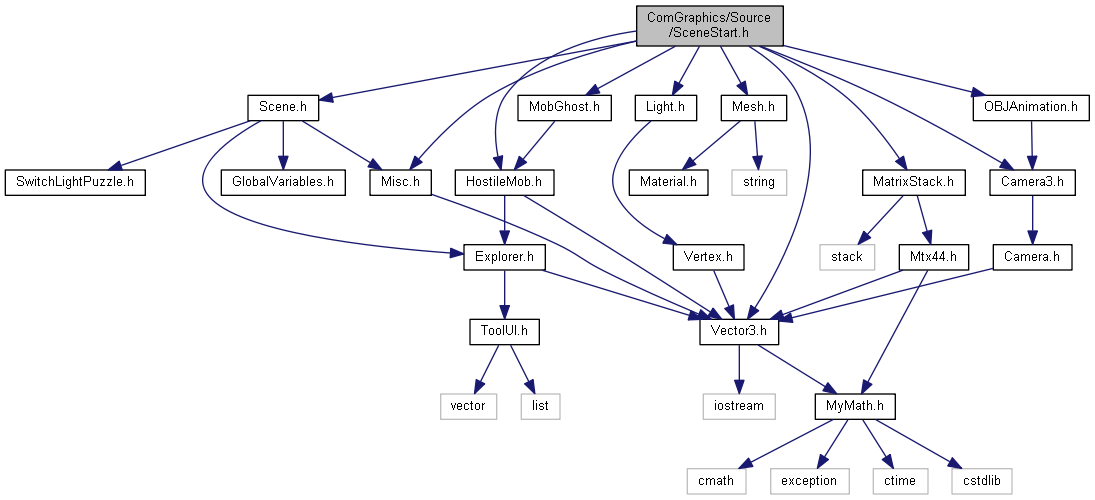 ComGraphics/Source
/SceneStart.h
Scene.h
MobGhost.h
Light.h
Mesh.h
OBJAnimation.h
SwitchLightPuzzle.h
GlobalVariables.h
Misc.h
HostileMob.h
Material.h
string
MatrixStack.h
Camera3.h
Explorer.h
Vertex.h
stack
Mtx44.h
Camera.h
ToolUI.h
Vector3.h
vector
list
iostream
MyMath.h
cmath
exception
ctime
cstdlib